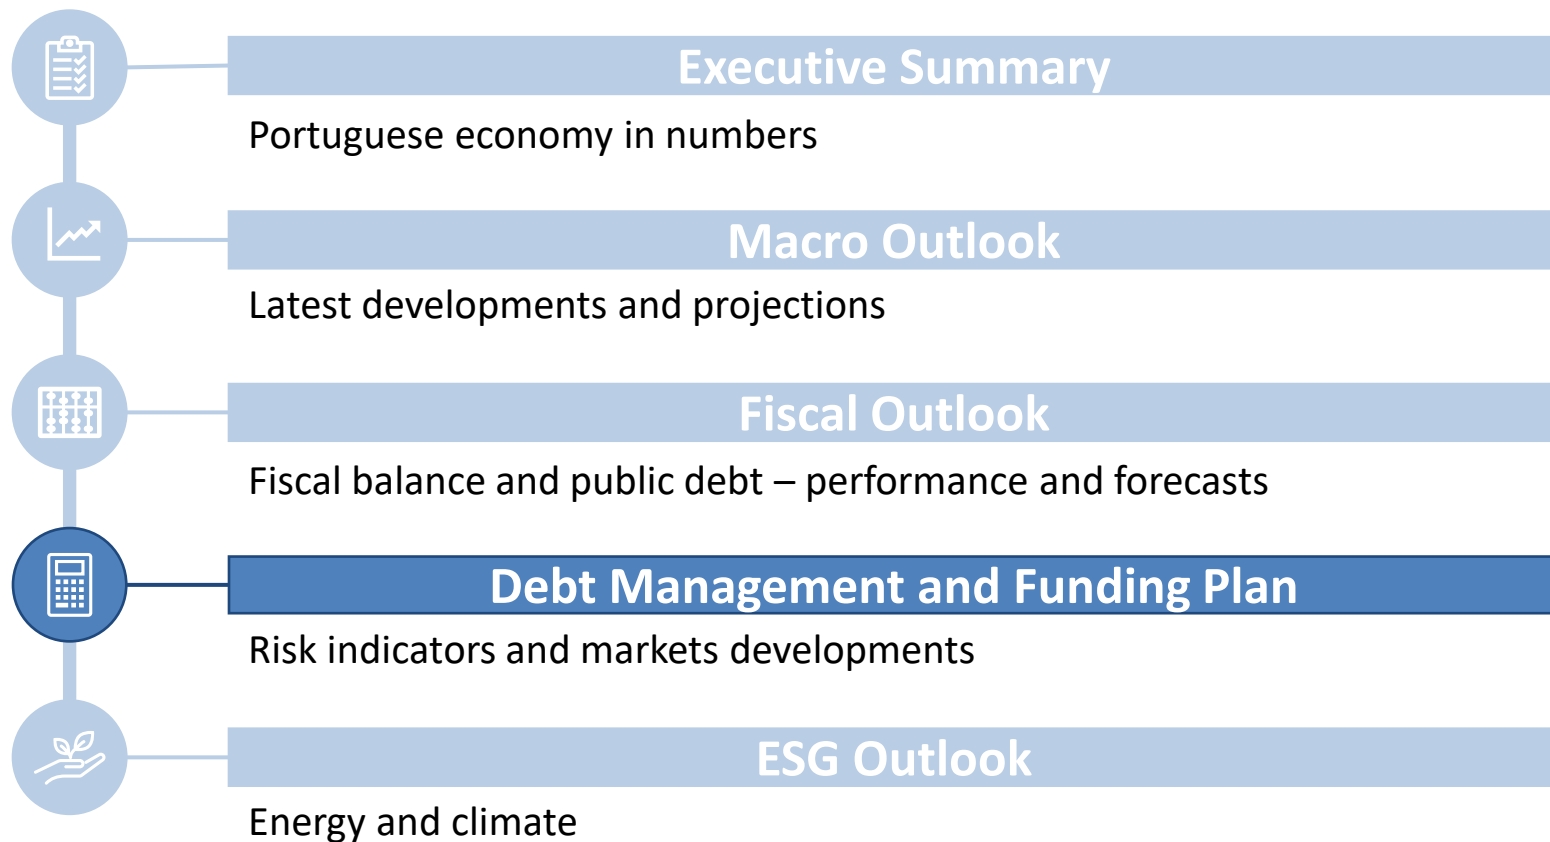 Executive Summary
Portuguese economy in numbers
Macro Outlook
Latest developments and projections
Fiscal Outlook
Fiscal balance and public debt – performance and forecasts
Debt Management and Funding Plan
Risk indicators and markets developments
ESG Outlook
Energy and climate